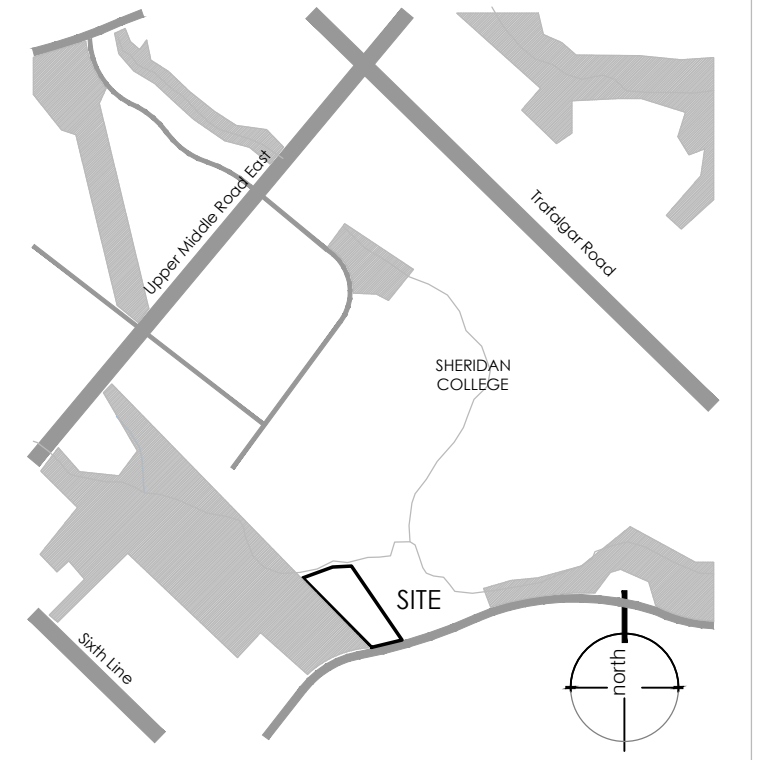 Upper Middle Road East
Trafalgar Road
SHERIDAN
COLLEGE
SITE
Sixth Line
north